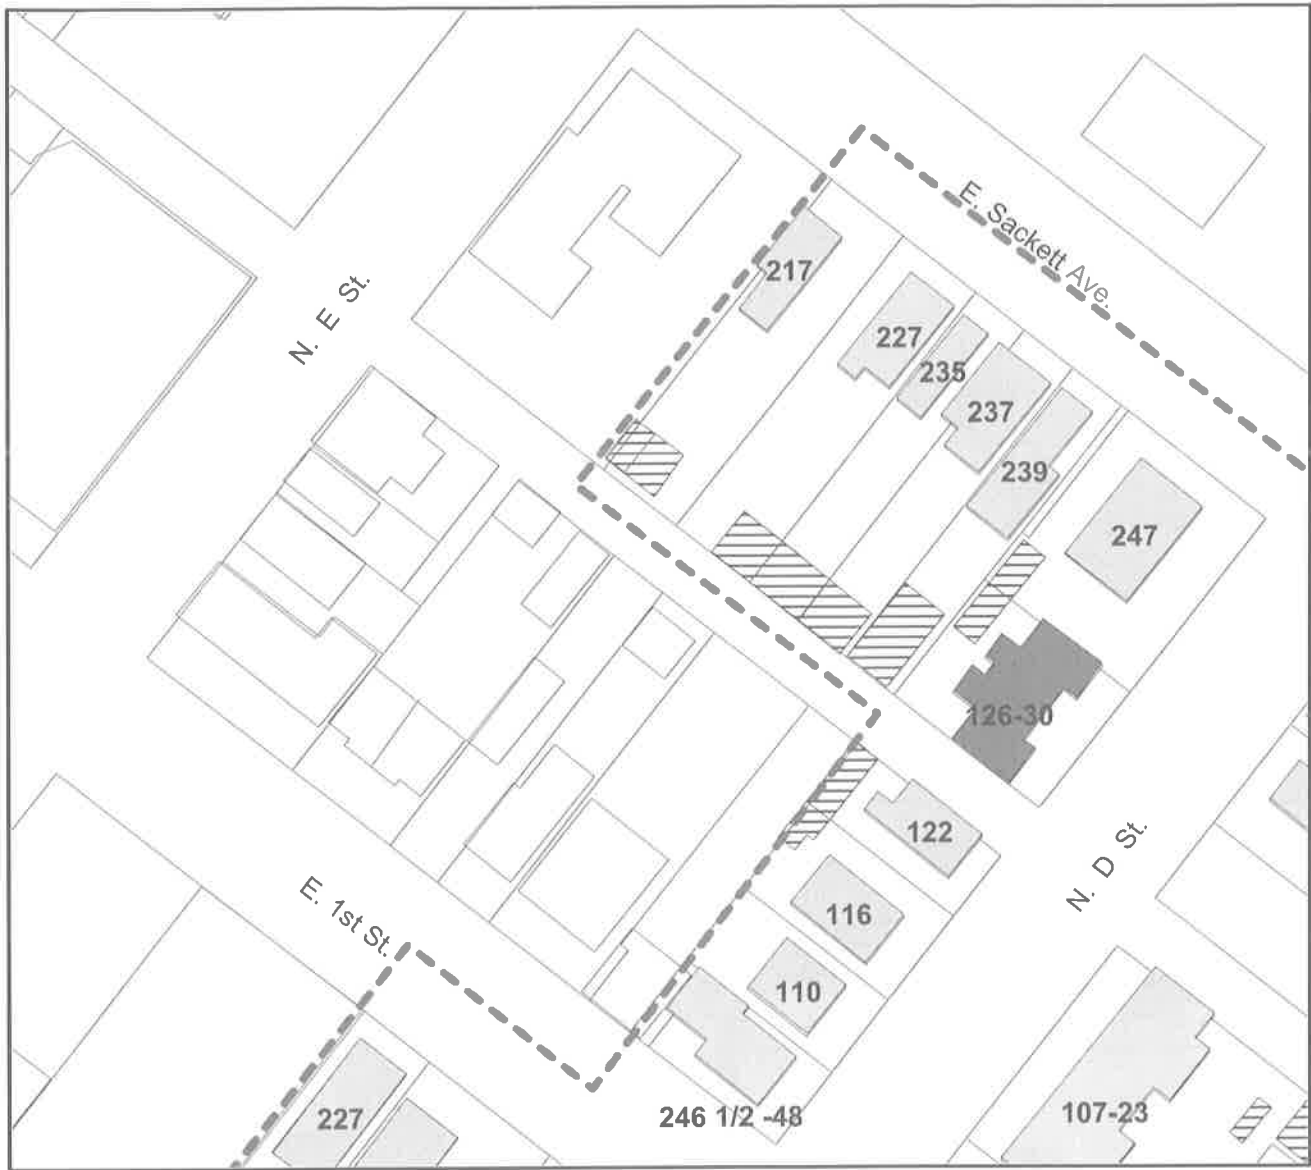 E. Sackett Ave.
217
N. E St.
227
235
237
239
247
126-30
122
N. D St.
E. 1st St.
116
110
246 1/2 -48
107-23
227